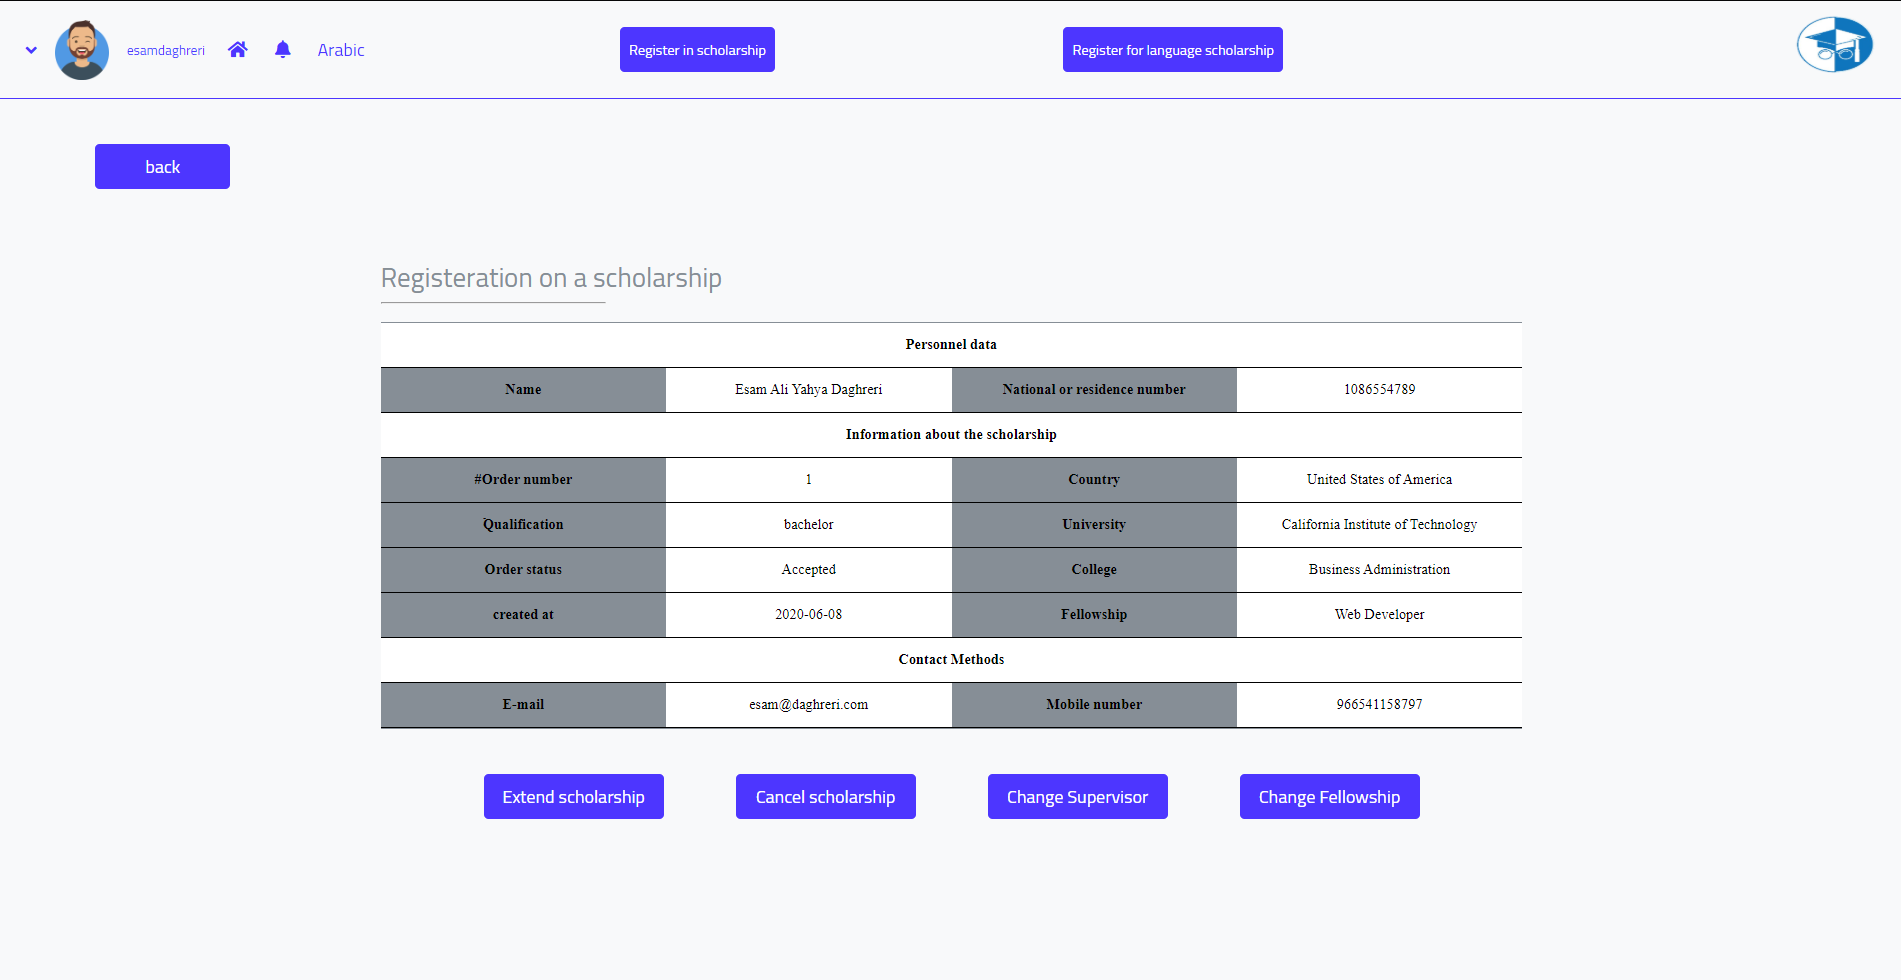 esamdaghreri Arabic Register in scholarship Register for language scholarship
back
Registeration on a scholarship
Personnel data
Name Esam Ali Yahya Daghreri National or residence number 1086554789
Information about the scholarship
#Order number 1 Country United States of America
Qualification bachelor University California Institute of Technology
Order status Accepted College Business Administration
created at 2020-06-08 Fellowship Web Developer
Contact Methods
E-mail esam@daghreri.com Mobile number 966541158797
Extend scholarship Cancel scholarship Change Supervisor Change Fellowship